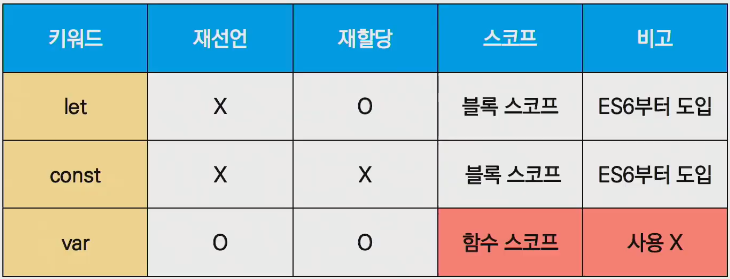 키워드 재선언 재할당 스코프 비고
let X O 블록 스코프 ES6부터 도입
const X X 블록 스코프 ES6부터 도입
var O O 함수 스코프 사용 X